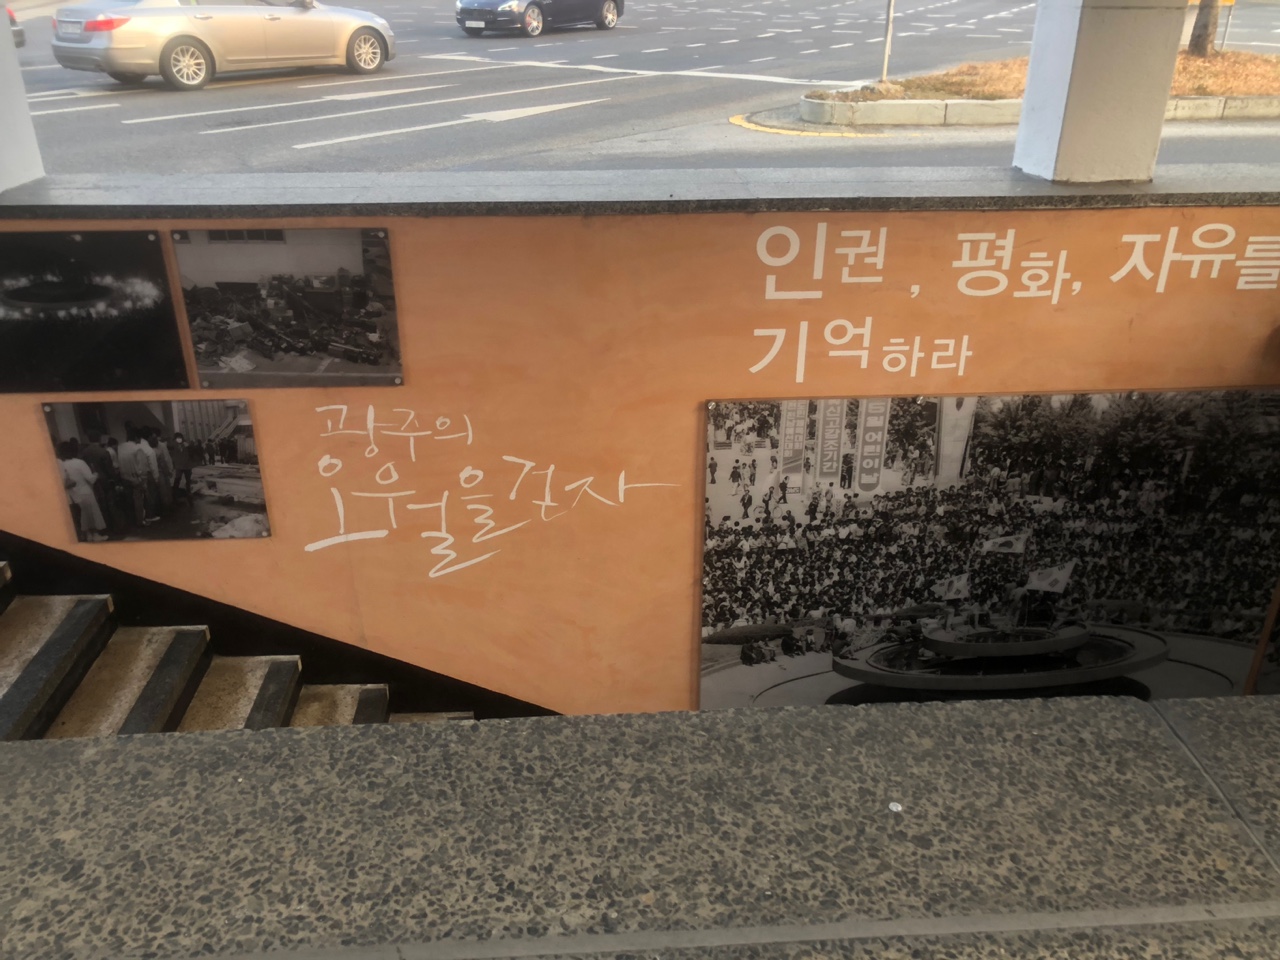 인권, 평화, 자유를
기억하라
광주의
오월을걷자